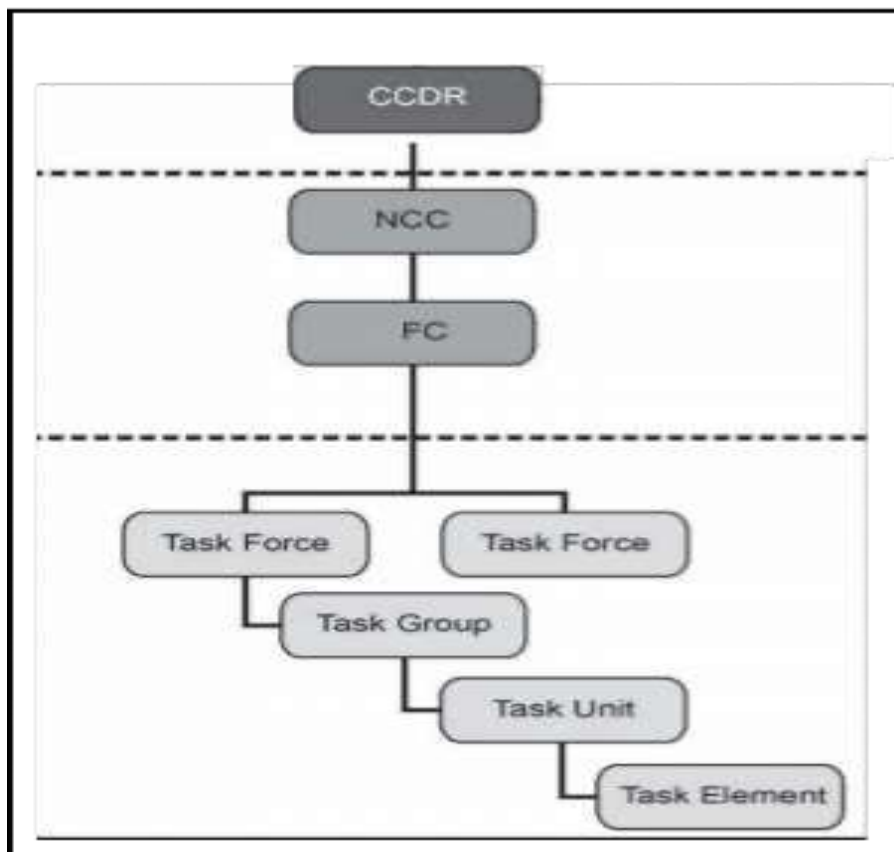 CCDR
NCC
FC
Task Force
Task Force
Task Group
Task Unit
Task Element